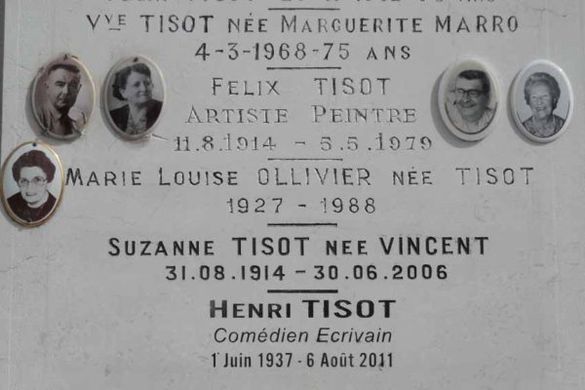 TISOT
Vve TISOT NÉE MARGUERITE MARRO
4-3-1968-75 ANS
FELIX TISOT
ARTISTE PEINTRE
11.8.1914 - 5.5.1979
MARIE LOUISE OLLIVIER NÉE TISOT
1927 - 1988
SUZANNE TISOT NEE VINCENT
31.08.1914 - 30.06.2006
HENRI TISOT
Comédien Ecrivain
1 Juin 1937 - 6 Août 2011